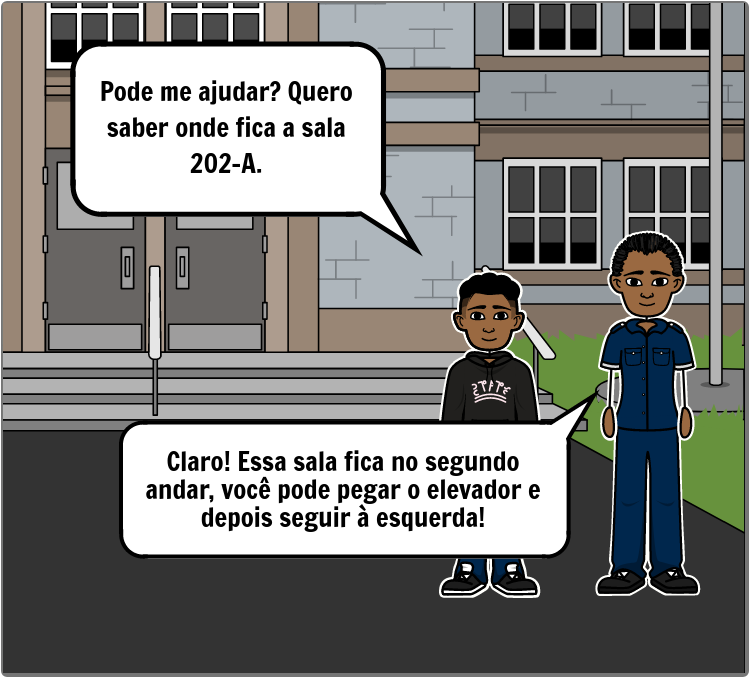 Pode me ajudar? Quero
saber onde fica a sala
202-A.
Claro! Essa sala fica no segundo
andar, você pode pegar o elevador e
depois seguir à esquerda!